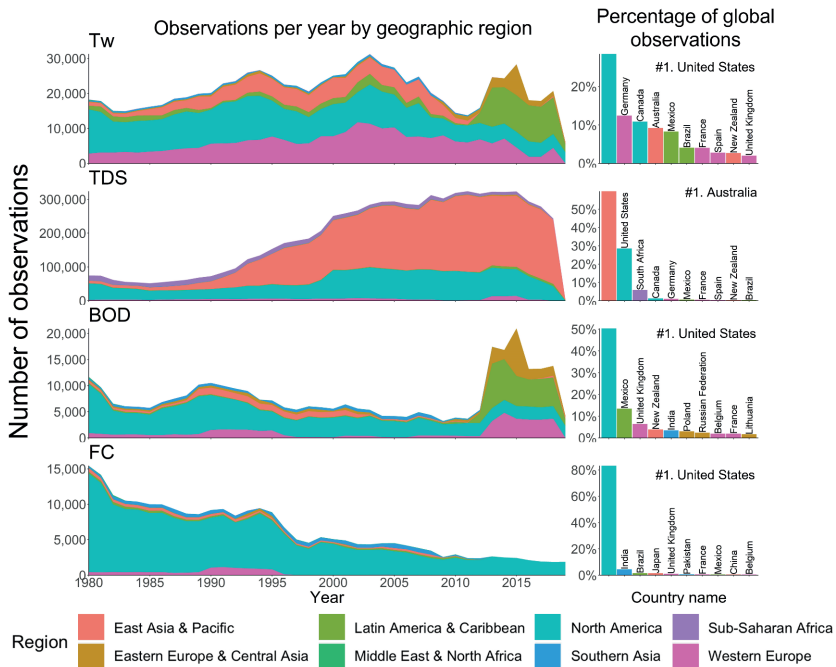 Observations per year by geographic region
Percentage of global
observations
Number of observations
Tw
30,000
20,000
10,000
0
#1. United States
20%
10%
0%
Germany
Canada
Australia
Mexico
Brazil
France
Spain
New Zealand
United Kingdom
TDS
300,000
200,000
100,000
0
#1. Australia
50%
40%
30%
20%
10%
0%
United States
South Africa
Canada
Germany
Mexico
France
Spain
New Zealand
Brazil
BOD
20,000
15,000
10,000
5,000
0
#1. United States
50%
40%
30%
20%
10%
0%
Mexico
United Kingdom
New Zealand
India
Poland
Russian Federation
Belgium
France
Lithuania
FC
15,000
10,000
5,000
0
1980
1985
1990
1995
2000
2005
2010
2015
Year
#1. United States
80%
60%
40%
20%
0%
India
Brazil
Japan
United Kingdom
Pakistan
France
Mexico
China
Belgium
Country name
Region
East Asia & Pacific
Latin America & Caribbean
North America
Sub-Saharan Africa
Eastern Europe & Central Asia
Middle East & North Africa
Southern Asia
Western Europe